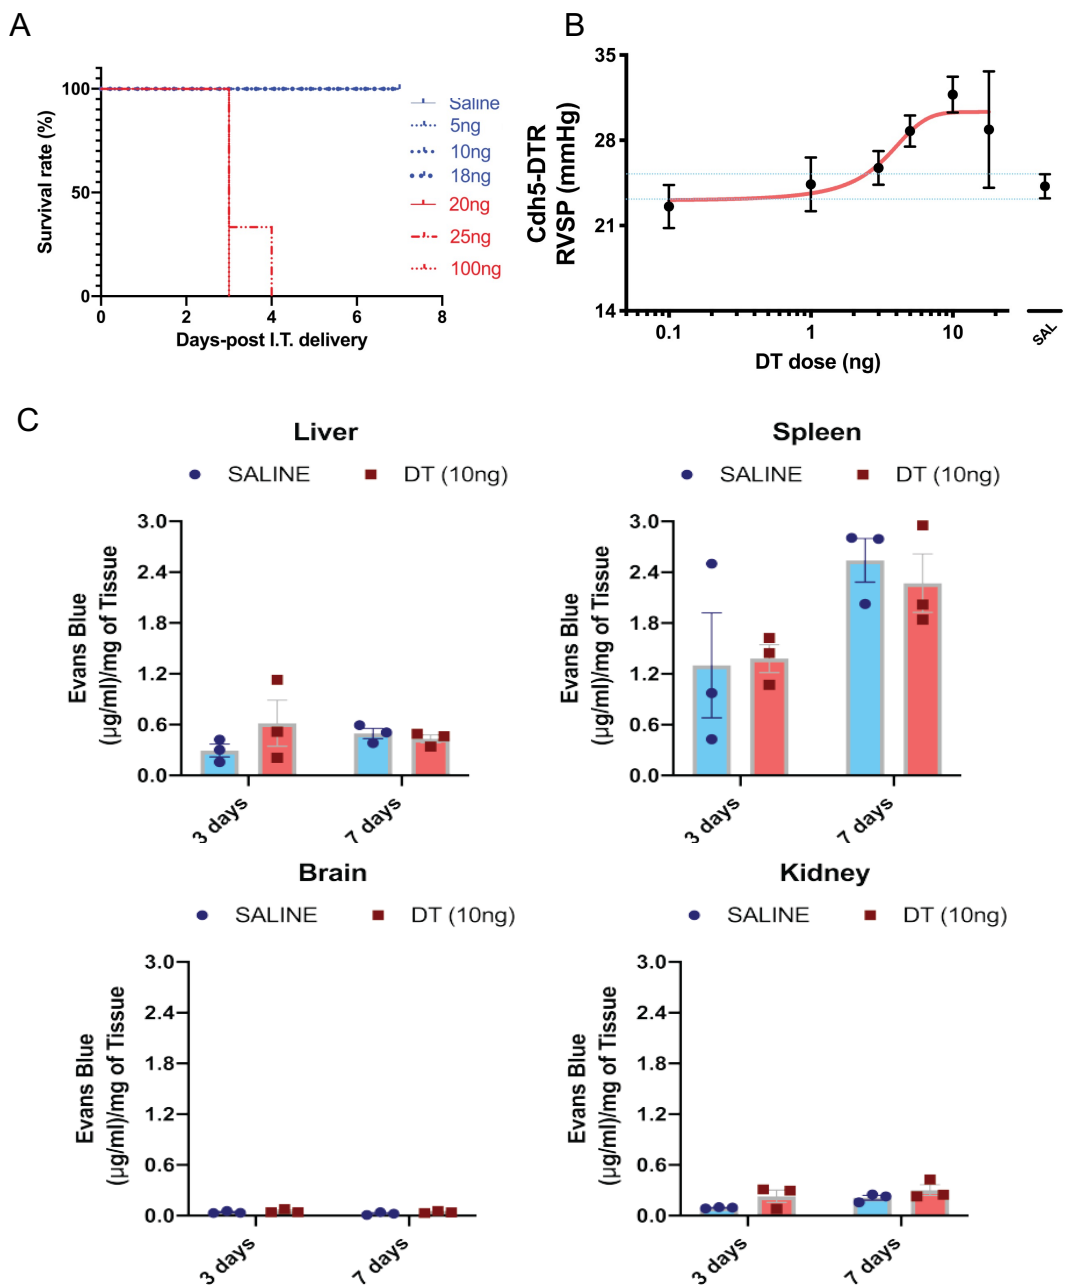 A
B
100
50
0
Survival rate (%)
0 2 4 6 8
Days-post I.T. delivery
Saline
5ng
10ng
18ng
20ng
25ng
100ng
35
28
21
14
Cdh5-DTR
RVSP (mmHg)
0.1 1 10
SAL
DT dose (ng)
C
Liver
SALINE DT (10ng)
3.0
2.4
1.8
1.2
0.6
0.0
Evans Blue
(µg/ml)/mg of Tissue
3 days 7 days
Spleen
SALINE DT (10ng)
3.0
2.4
1.8
1.2
0.6
0.0
Evans Blue
(µg/ml)/mg of Tissue
3 days 7 days
Brain
SALINE DT (10ng)
3.0
2.4
1.8
1.2
0.6
0.0
Evans Blue
(µg/ml)/mg of Tissue
3 days 7 days
Kidney
SALINE DT (10ng)
3.0
2.4
1.8
1.2
0.6
0.0
Evans Blue
(µg/ml)/mg of Tissue
3 days 7 days